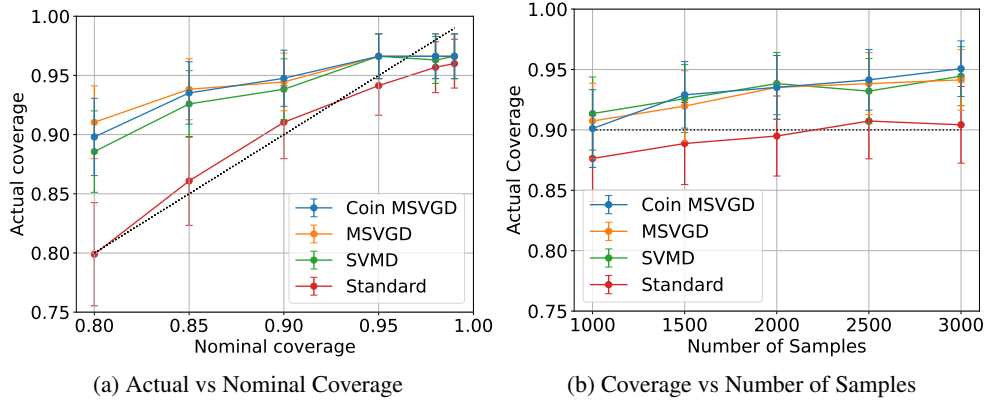 1.00
0.95
0.90
0.85
0.80
0.75
Actual coverage
0.80 0.85 0.90 0.95 1.00
Nominal coverage
Coin MSVGD
MSVGD
SVMD
Standard
(a) Actual vs Nominal Coverage
1.00
0.95
0.90
0.85
0.80
0.75
Actual Coverage
1000 1500 2000 2500 3000
Number of Samples
Coin MSVGD
MSVGD
SVMD
Standard
(b) Coverage vs Number of Samples